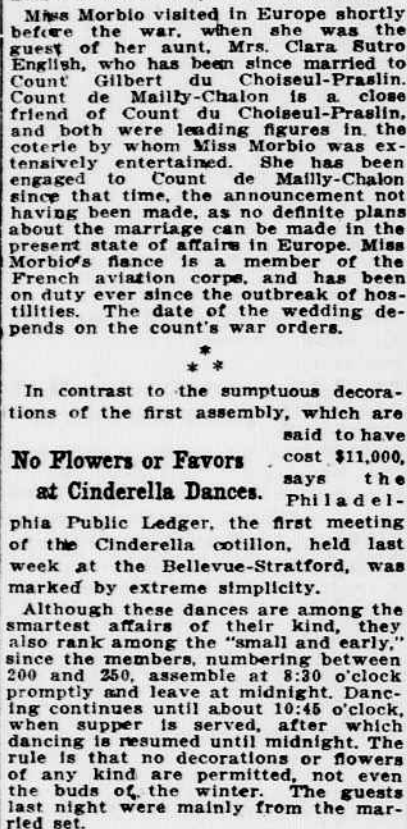 Miss Morbio visited in Europe shortly
before the war, when she was the
guest of her aunt, Mrs. Clara Sutro
English, who has been since married to
Count Gilbert du Choiseul-Praslin.
Count de Mailly-Chalon is a close
friend of Count du Choiseul-Praslin,
and both were leading figures in the
coterie by whom Miss Morbio was ex-
tensively entertained. She has been
engaged to Count de Mailly-Chalon
since that time, the announcement not
having been made, as no definite plans
about the marriage can be made in the
present state of affairs in Europe. Miss
Morbio's fiance is a member of the
French aviation corps, and has been
on duty ever since the outbreak of hos-
tilities. The date of the wedding de-
pends on the count's war orders.
*
* *
In contrast to the sumptuous decora-
tions of the first assembly, which are
No Flowers or Favors
at Cinderella Dances.
said to have
cost $11,000,
says the
Philadel-
phia Public Ledger, the first meeting
of the Cinderella cotillon, held last
week at the Bellevue-Stratford, was
marked by extreme simplicity.
Although these dances are among the
smartest affairs of their kind, they
also rank among the "small and early,"
since the members, numbering between
200 and 250, assemble at 8:30 o'clock
promptly and leave at midnight. Danc-
ing continues until about 10:45 o'clock,
when supper is served, after which
dancing is resumed until midnight. The
rule is that no decorations or flowers
of any kind are permitted, not even
the buds of the winter. The guests
last night were mainly from the mar-
ried set.